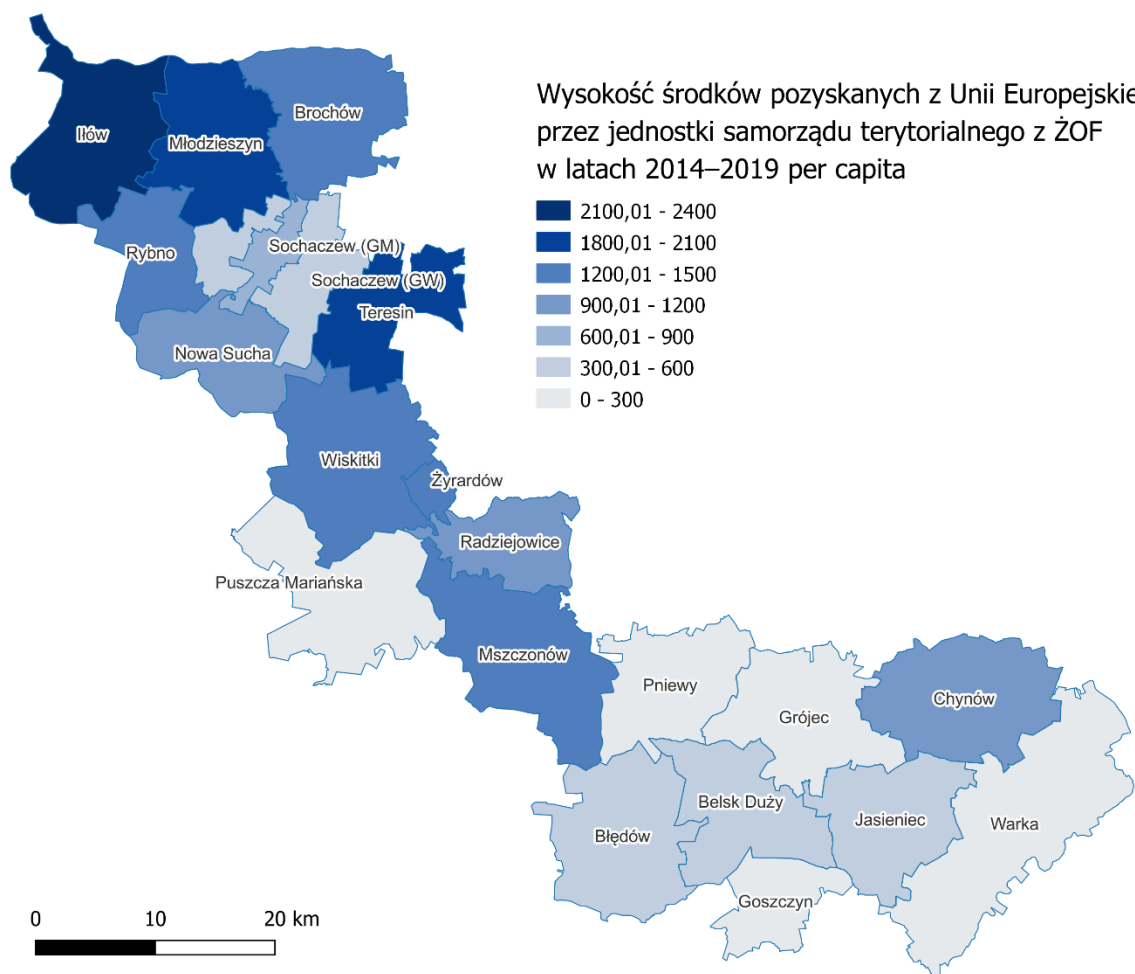 Wysokość środków pozyskanych z Unii Europejskie
przez jednostki samorządu terytorialnego z ŻOF
w latach 2014–2019 per capita
2100,01 - 2400
1800,01 - 2100
1200,01 - 1500
900,01 - 1200
600,01 - 900
300,01 - 600
0 - 300
Iłów
Młodzieszyn
Brochów
Rybno
Sochaczew (GM)
Sochaczew (GW)
Teresin
Nowa Sucha
Wiskitki
Żyrardów
Radziejowice
Puszcza Mariańska
Mszczonów
Pniewy
Grójec
Chynów
Belsk Duży
Błędów
Jasieniec
Warka
Goszczyn
0 10 20 km